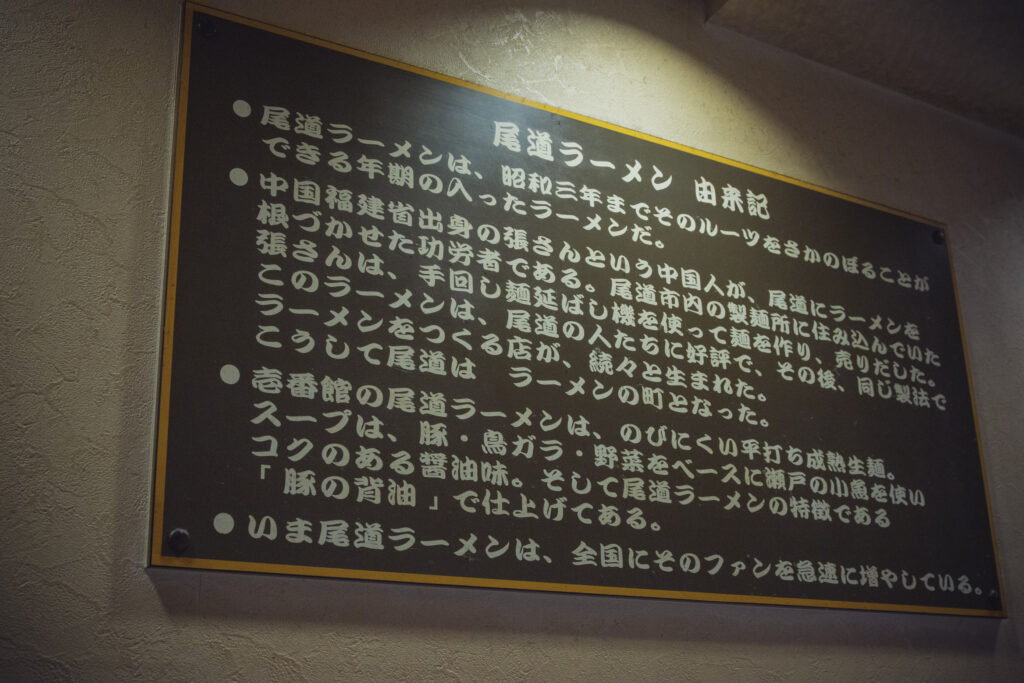 尾道ラーメン 由来記
●尾道ラーメンは、昭和三年までそのルーツをさかのぼることが
できる年期の入ったラーメンだ。
●中国福建省出身の張さんという中国人が、尾道にラーメンを
根づかせた功労者である。尾道市内の製麺所に住み込んでいた
張さんは、手回し麺延ばし機を使って麺を作り、売りだした。
このラーメンは、尾道の人たちに好評で、その後、同じ製法で
ラーメンをつくる店が、続々と生まれた。
こうして尾道は ラーメンの町となった。
●壱番館の尾道ラーメンは、のびにくい平打ち成熟生麺。
スープは、豚・鳥ガラ・野菜をベースに瀬戸の小魚を使い
コクのある醤油味。そして尾道ラーメンの特徴である
「豚の背油」で仕上げてある。
●いま尾道ラーメンは、全国にそのファンを急速に増やしている。